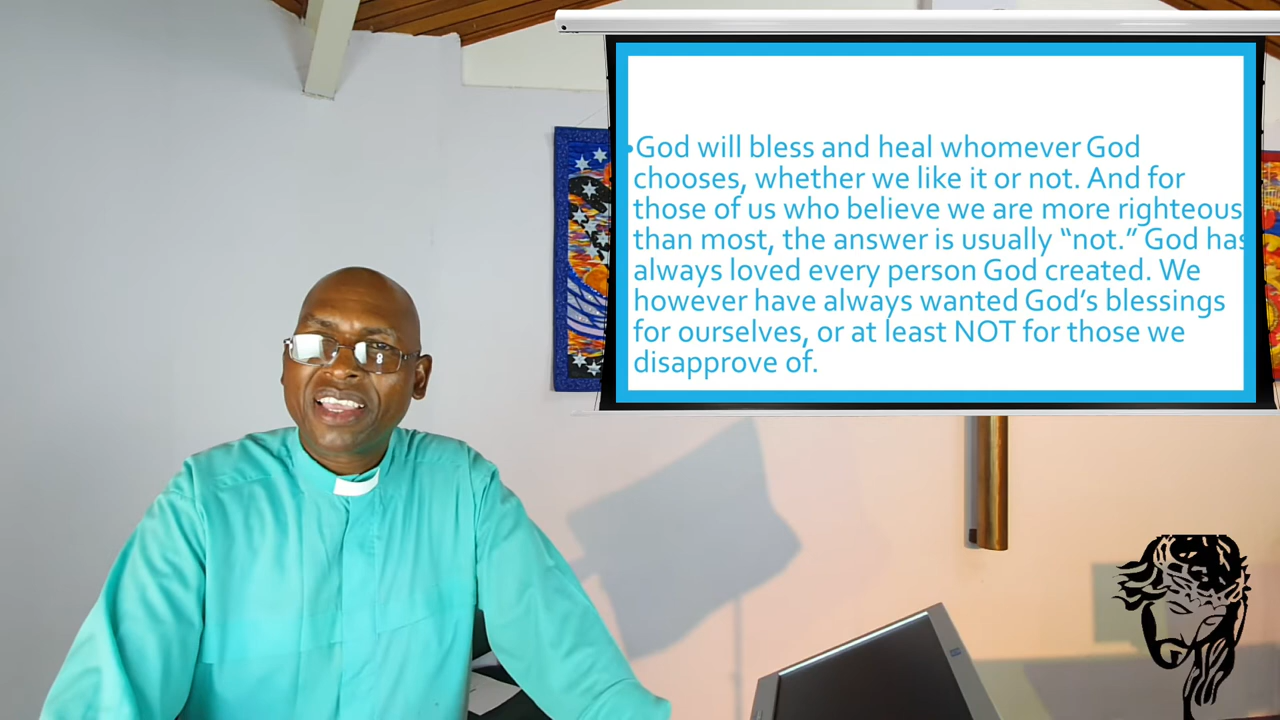 •God will bless and heal whomever God
chooses, whether we like it or not. And for
those of us who believe we are more righteous
than most, the answer is usually “not.” God has
always loved every person God created. We
however have always wanted God’s blessings
for ourselves, or at least NOT for those we
disapprove of.